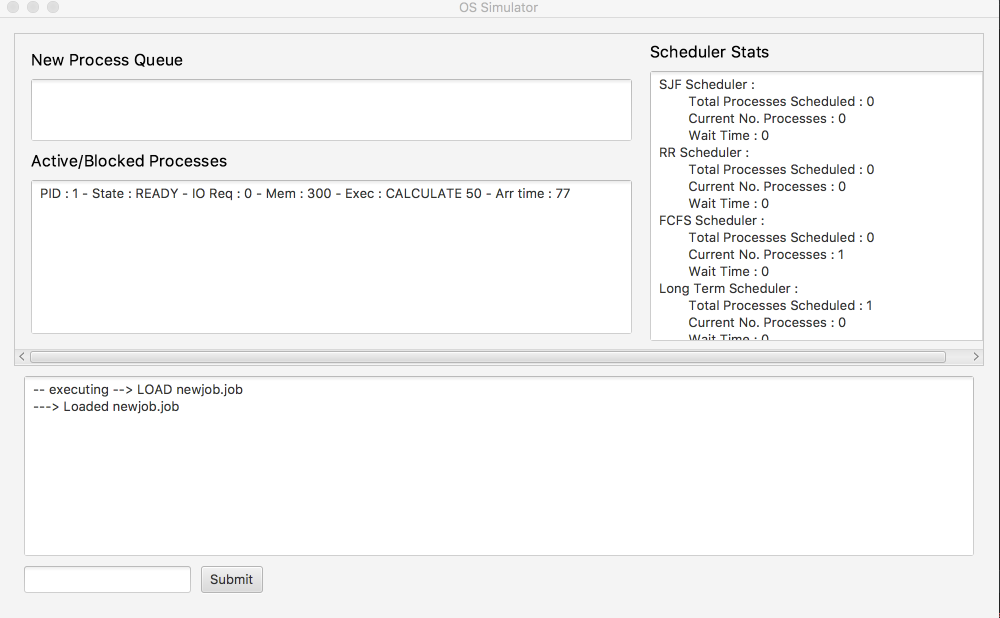 OS Simulator
New Process Queue
Active/Blocked Processes
PID : 1 - State : READY - IO Req : 0 - Mem : 300 - Exec : CALCULATE 50 - Arr time : 77
Scheduler Stats
SJF Scheduler :
Total Processes Scheduled : 0
Current No. Processes : 0
Wait Time : 0
RR Scheduler :
Total Processes Scheduled : 0
Current No. Processes : 0
Wait Time : 0
FCFS Scheduler :
Total Processes Scheduled : 0
Current No. Processes : 1
Wait Time : 0
Long Term Scheduler :
Total Processes Scheduled : 1
Current No. Processes : 0
Wait Time : 0
-- executing --> LOAD newjob.job
---> Loaded newjob.job
Submit